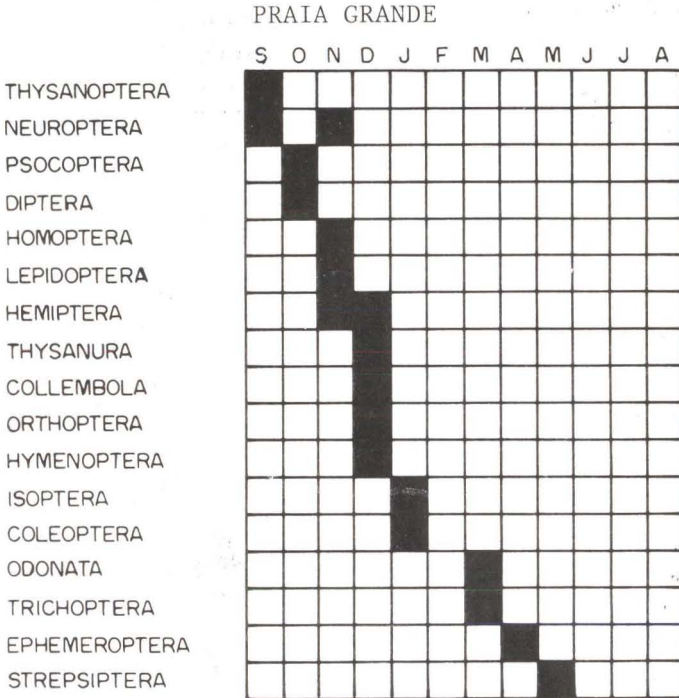 PRAIA GRANDE
S O N D J F M A M J J A
THYSANOPTERA
NEUROPTERA
PSOCOPTERA
DIPTERA
HOMOPTERA
LEPIDOPTERA
HEMIPTERA
THYSANURA
COLLEMBOLA
ORTHOPTERA
HYMENOPTERA
ISOPTERA
COLEOPTERA
ODONATA
TRICHOPTERA
EPHEMEROPTERA
STREPSIPTERA